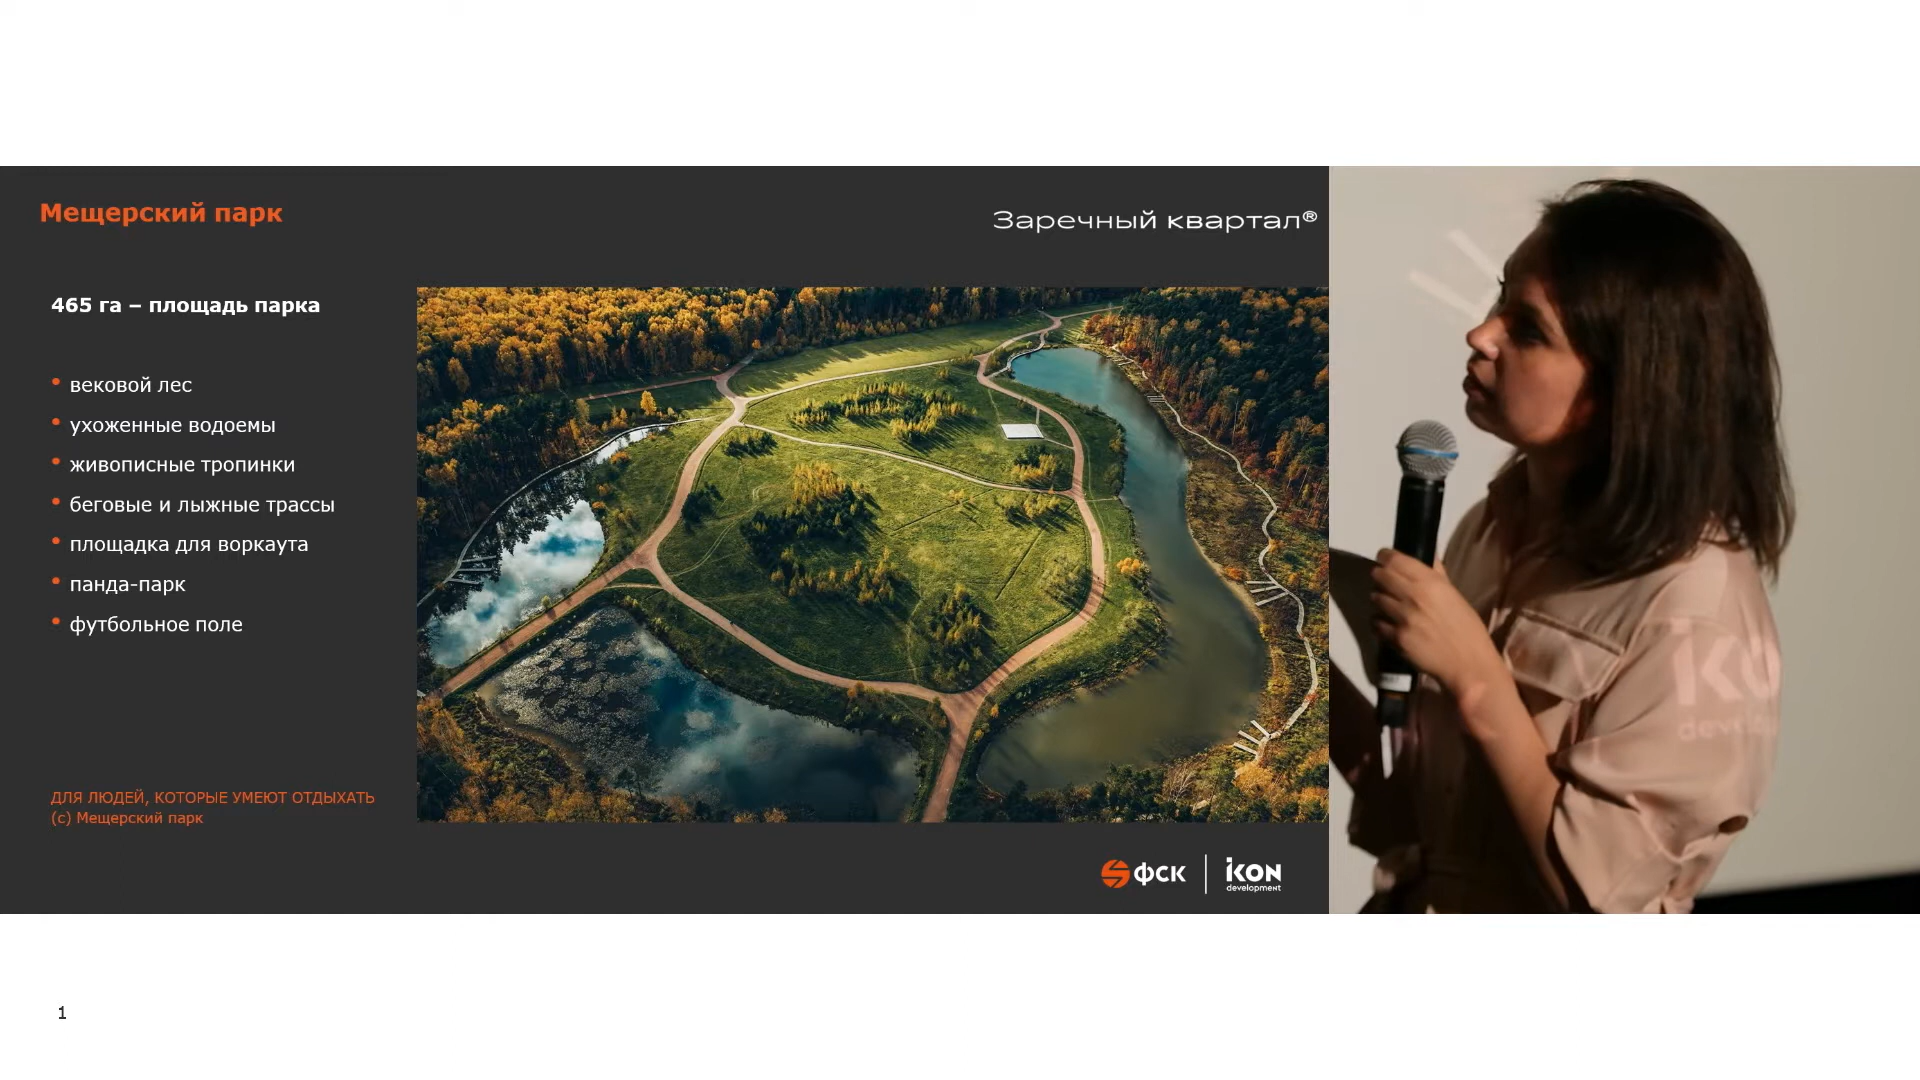 Мещерский парк
Заречный квартал®
465 га – площадь парка
• вековой лес
• ухоженные водоемы
• живописные тропинки
• беговые и лыжные трассы
• площадка для воркаута
• панда-парк
• футбольное поле
ДЛЯ ЛЮДЕЙ, КОТОРЫЕ УМЕЮТ ОТДЫХАТЬ
(с) Мещерский парк
ФСК
iKON
development
1